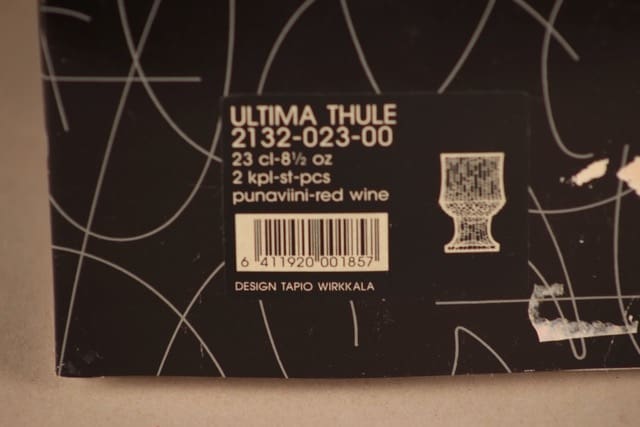 ULTIMA THULE
2132-023-00
23 cl-8½ oz
2 kpl-st-pcs
punaviini-red wine
6 411920 001857
DESIGN TAPIO WIRKKALA